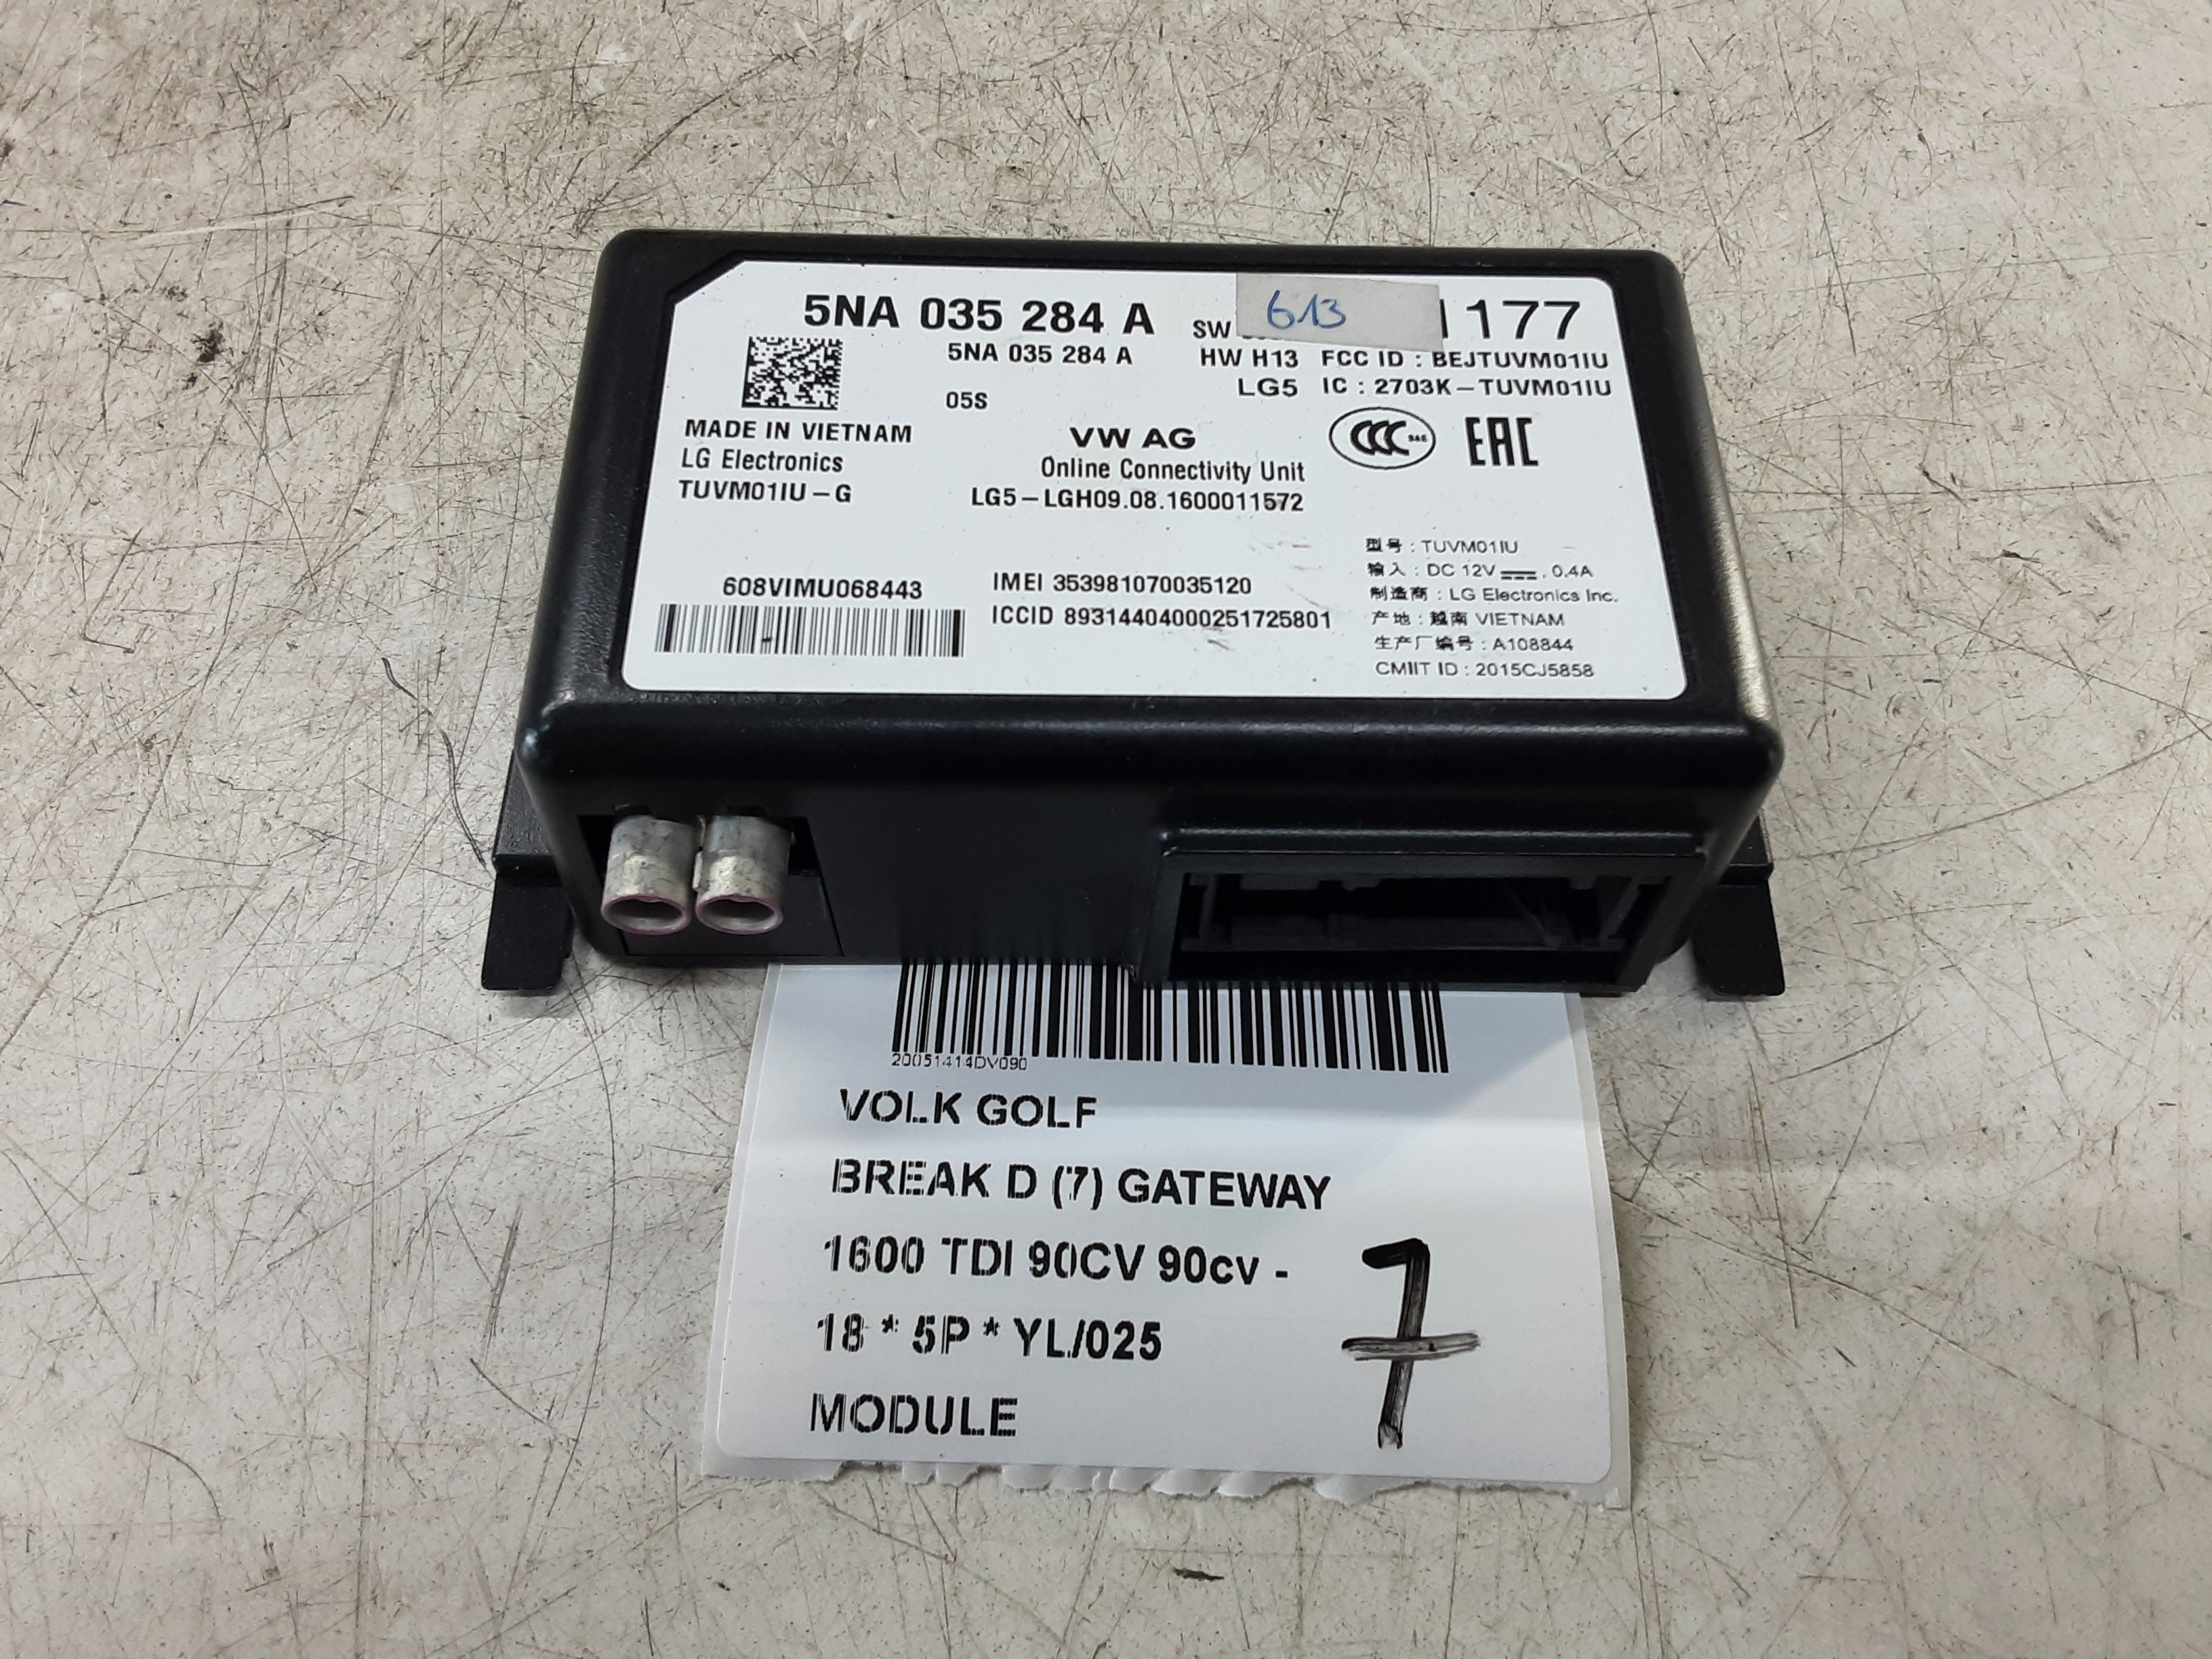 5NA 035 284 A
SW
613
177
5NA 035 284 A
HW H13 FCC ID : BEJTUVM01IU
LG5 IC : 2703K-TUVM01IU
05S
MADE IN VIETNAM
LG Electronics
TUVM01IU-G
VW AG
Online Connectivity Unit
LG5-LGH09.08.1600011572
CCC S&E EAC
608VIMU068443
IMEI 353981070035120
ICCID 89314404000251725801
型号 : TUVM01IU
输入 : DC 12V , 0.4A
制造商 : LG Electronics Inc.
产地 : 越南 VIETNAM
生产厂编号 : A108844
CMIIT ID : 2015CJ5858
20051414DV090
VOLK GOLF
BREAK D (7) GATEWAY
1600 TDI 90CV 90cv -
18 * 5P * YL/025
MODULE
7